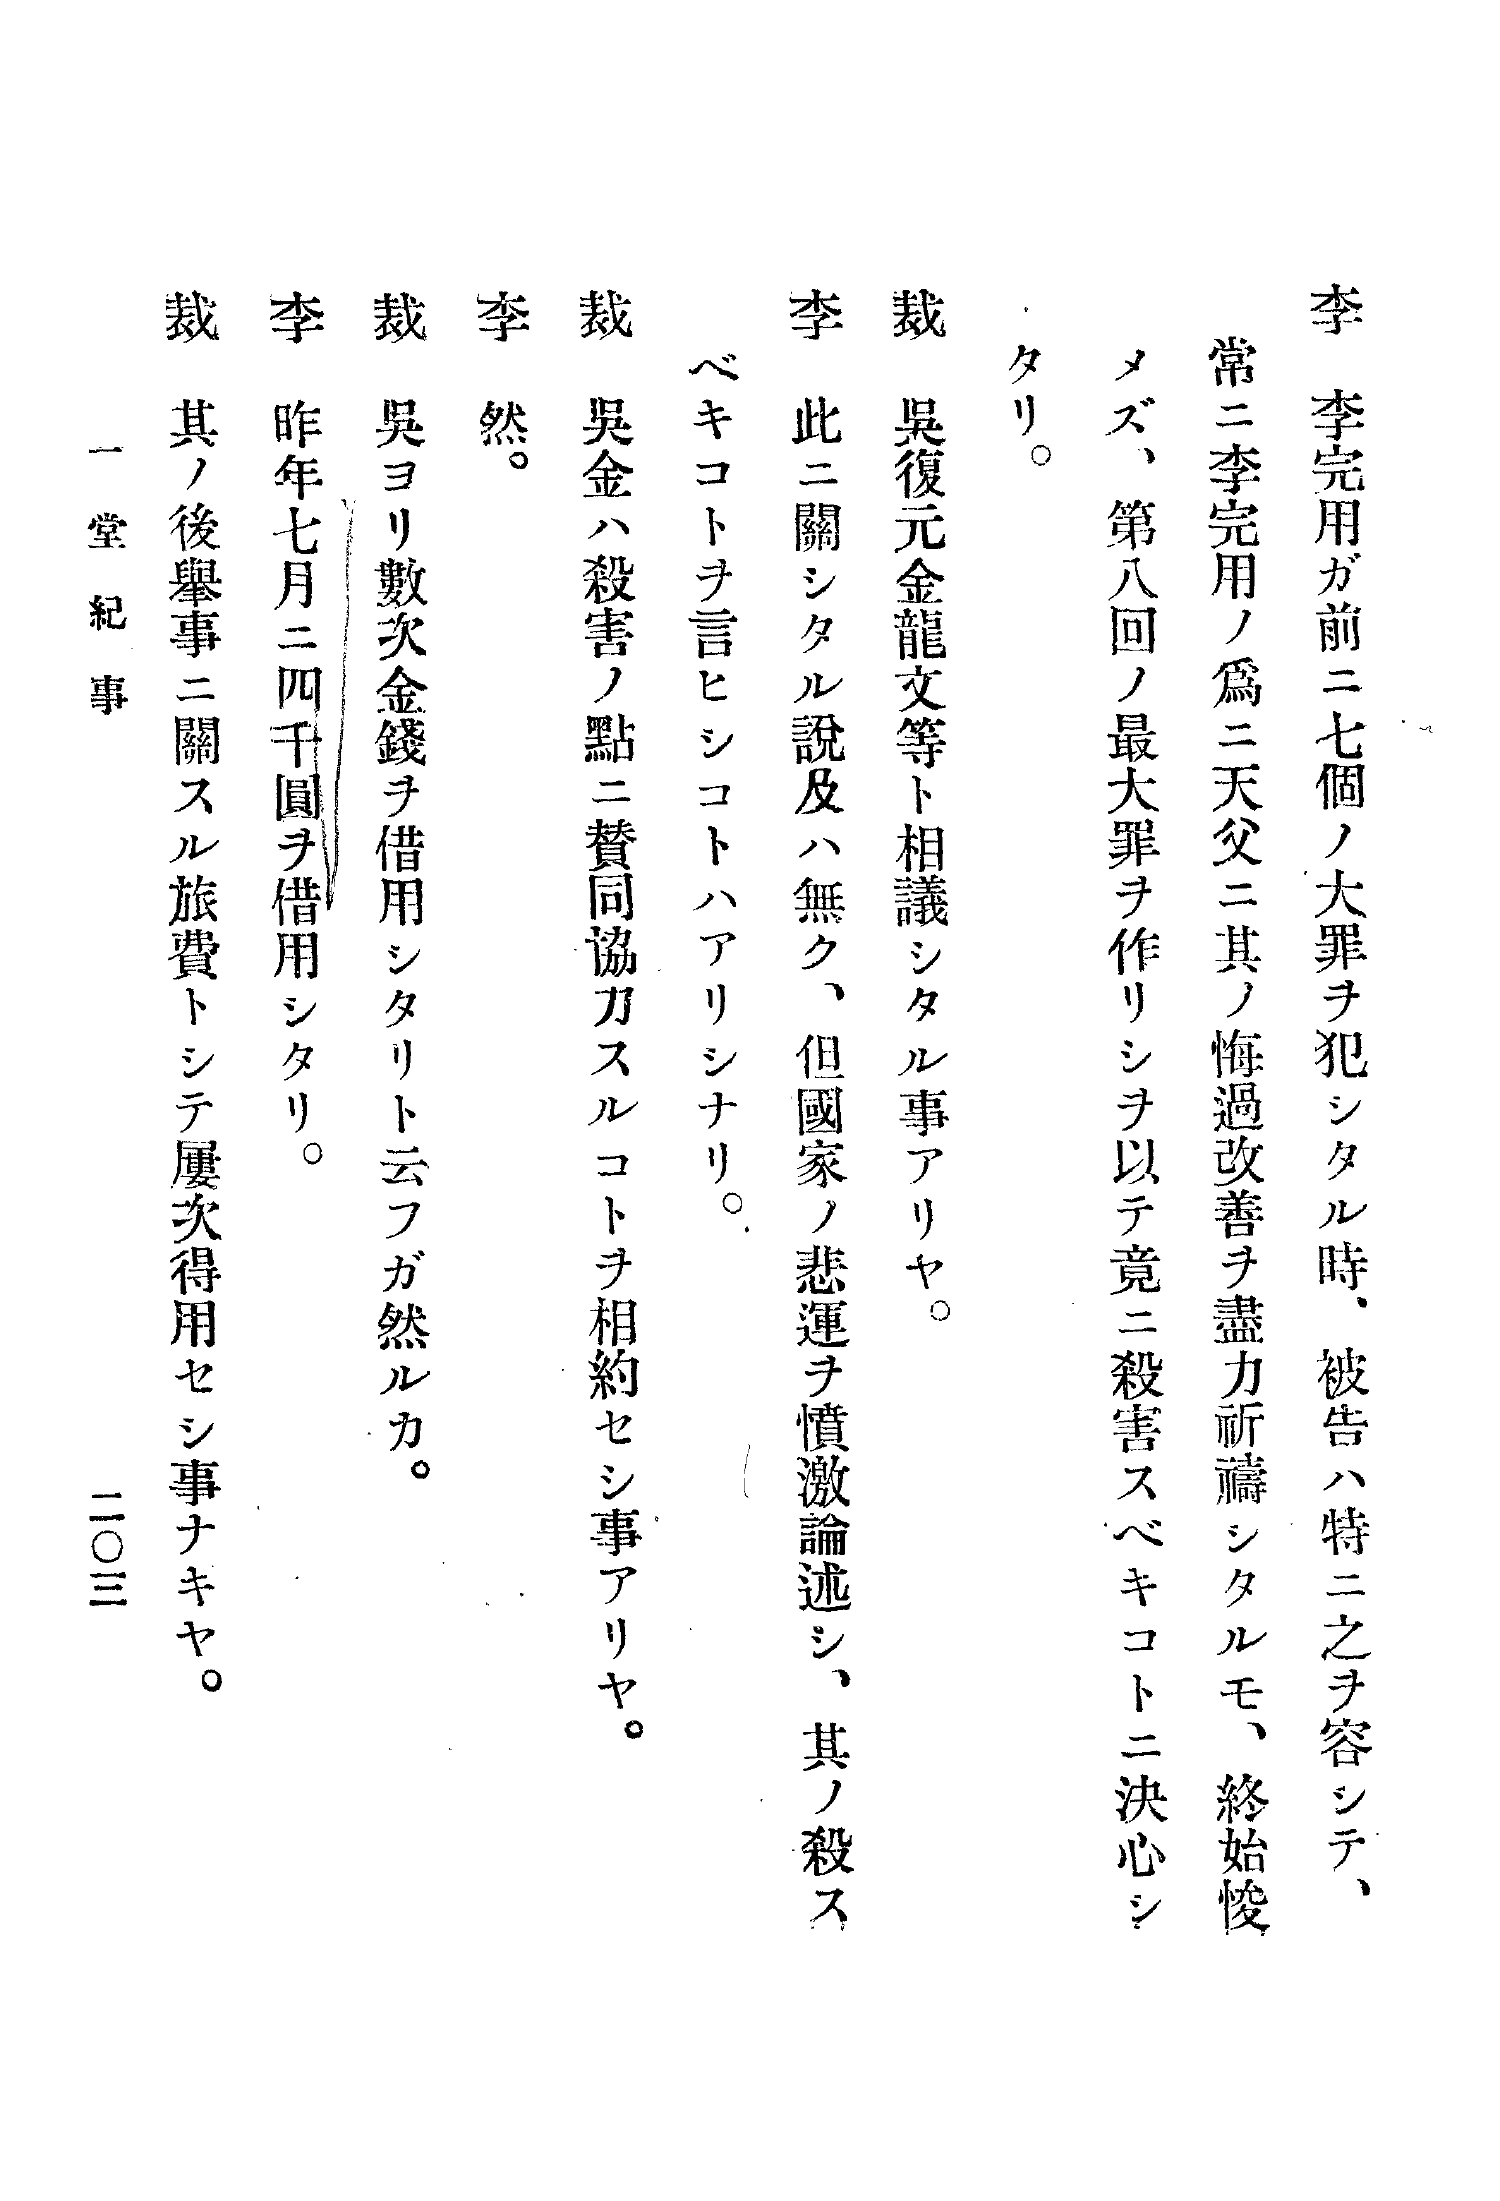 李　李完用ガ前ニ七個ノ大罪ヲ犯シタル時、被告ハ特ニ之ヲ容シテ、
常ニ李完用ノ爲ニ天父ニ其ノ悔過改善ヲ盡力祈禱シタルモ、終始悛
メズ、第八回ノ最大罪ヲ作リシヲ以テ竟ニ殺害スベキコトニ決心シ
タリ。
裁　吳復元金龍文等ト相議シタル事アリヤ。
李　此ニ關シタル說及ハ無ク、但國家ノ悲運ヲ憤激論述シ、其ノ殺ス
ベキコトヲ言ヒシコトハアリシナリ。
裁　吳金ハ殺害ノ點ニ賛同協力スルコトヲ相約セシ事アリヤ。
李　然。
裁　吳ヨリ數次金錢ヲ借用シタリト云フガ然ルカ。
李　昨年七月ニ四千圓ヲ借用シタリ。
裁　其ノ後擧事ニ關スル旅費トシテ屢次得用セシ事ナキヤ。
一堂紀事　二〇三